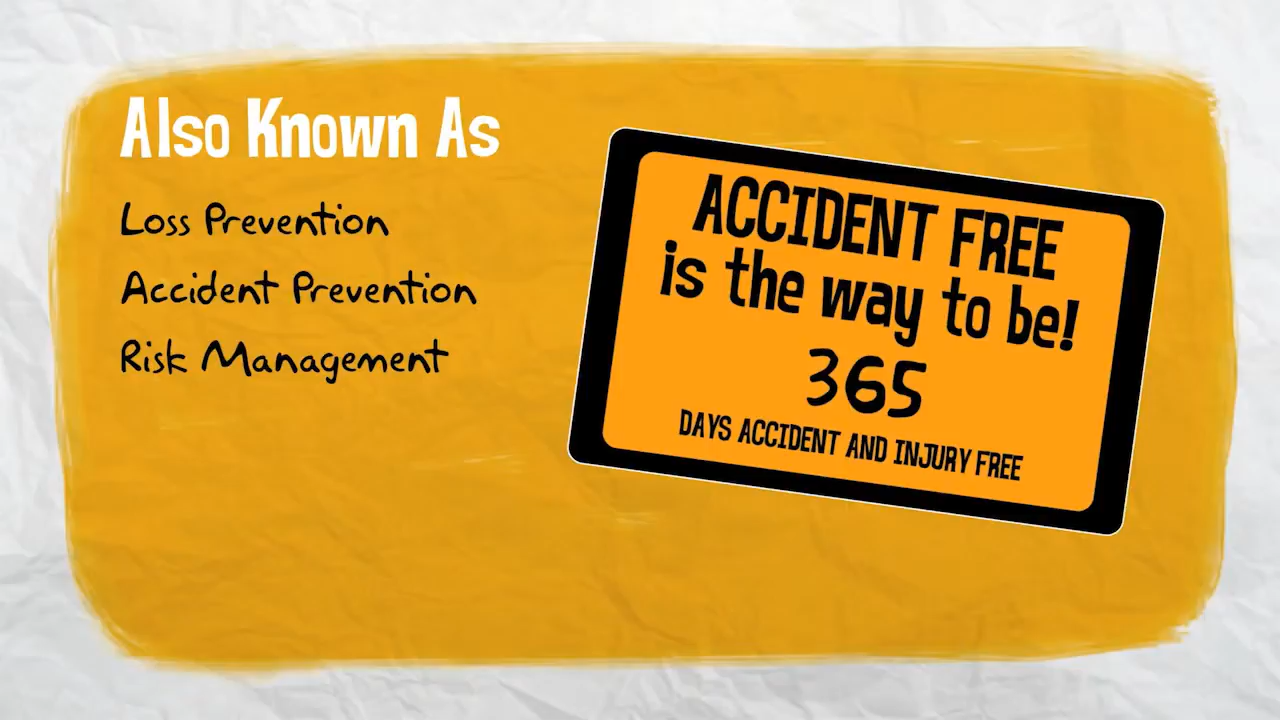 Also Known As
Loss Prevention
Accident Prevention
Risk Management
ACCIDENT FREE
is the way to be!
365
DAYS ACCIDENT AND INJURY FREE